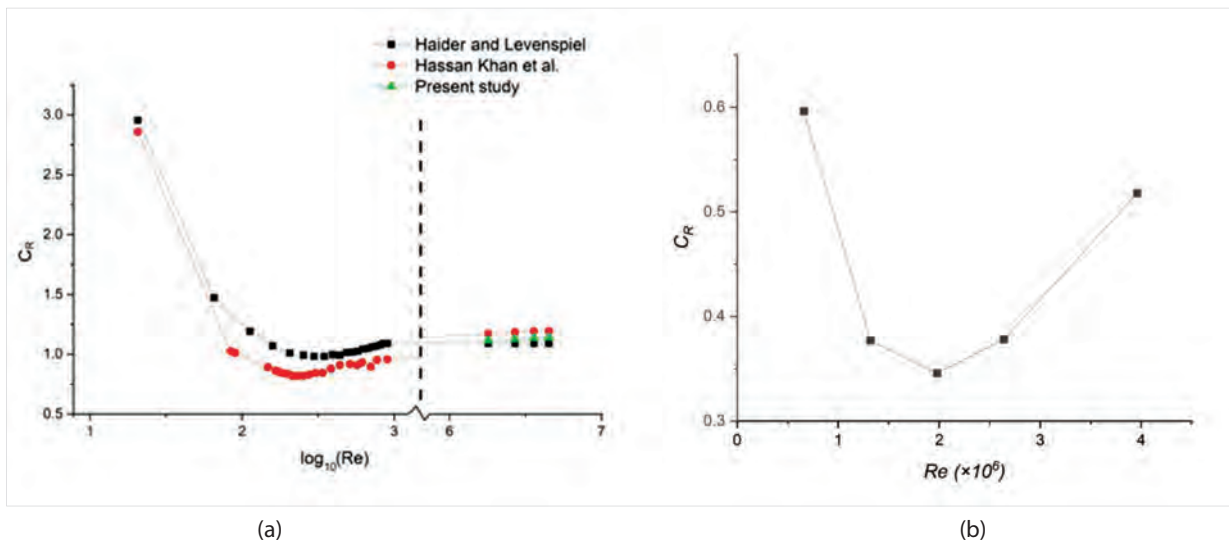 Haider and Levenspiel
Hassan Khan et al.
Present study
3.0
2.5
2.0
1.5
1.0
0.5
C_R
1 2 3 6 7
log₁₀(Re)
0.6
0.5
0.4
0.3
C_R
0 1 2 3 4
Re (×10⁶)
(a) (b)